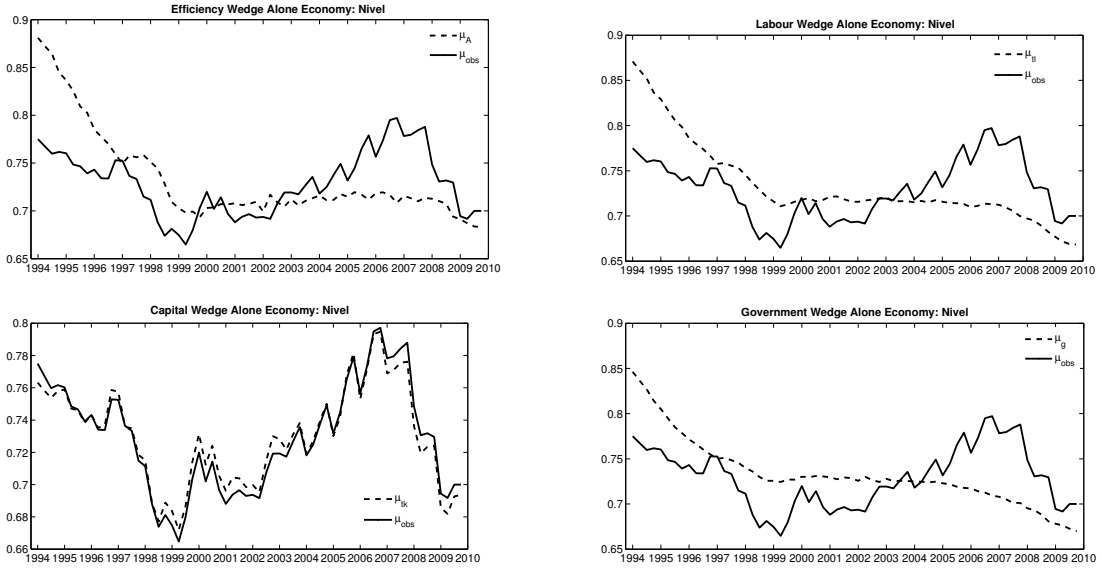 Efficiency Wedge Alone Economy: Nivel
0.9
0.85
0.8
0.75
0.7
0.65
1994 1995 1996 1997 1998 1999 2000 2001 2002 2003 2004 2005 2006 2007 2008 2009 2010
μA
μobs
Labour Wedge Alone Economy: Nivel
0.9
0.85
0.8
0.75
0.7
0.65
1994 1995 1996 1997 1998 1999 2000 2001 2002 2003 2004 2005 2006 2007 2008 2009 2010
μtl
μobs
Capital Wedge Alone Economy: Nivel
0.8
0.78
0.76
0.74
0.72
0.7
0.68
0.66
1994 1995 1996 1997 1998 1999 2000 2001 2002 2003 2004 2005 2006 2007 2008 2009 2010
μtk
μobs
Government Wedge Alone Economy: Nivel
0.9
0.85
0.8
0.75
0.7
0.65
1994 1995 1996 1997 1998 1999 2000 2001 2002 2003 2004 2005 2006 2007 2008 2009 2010
μg
μobs